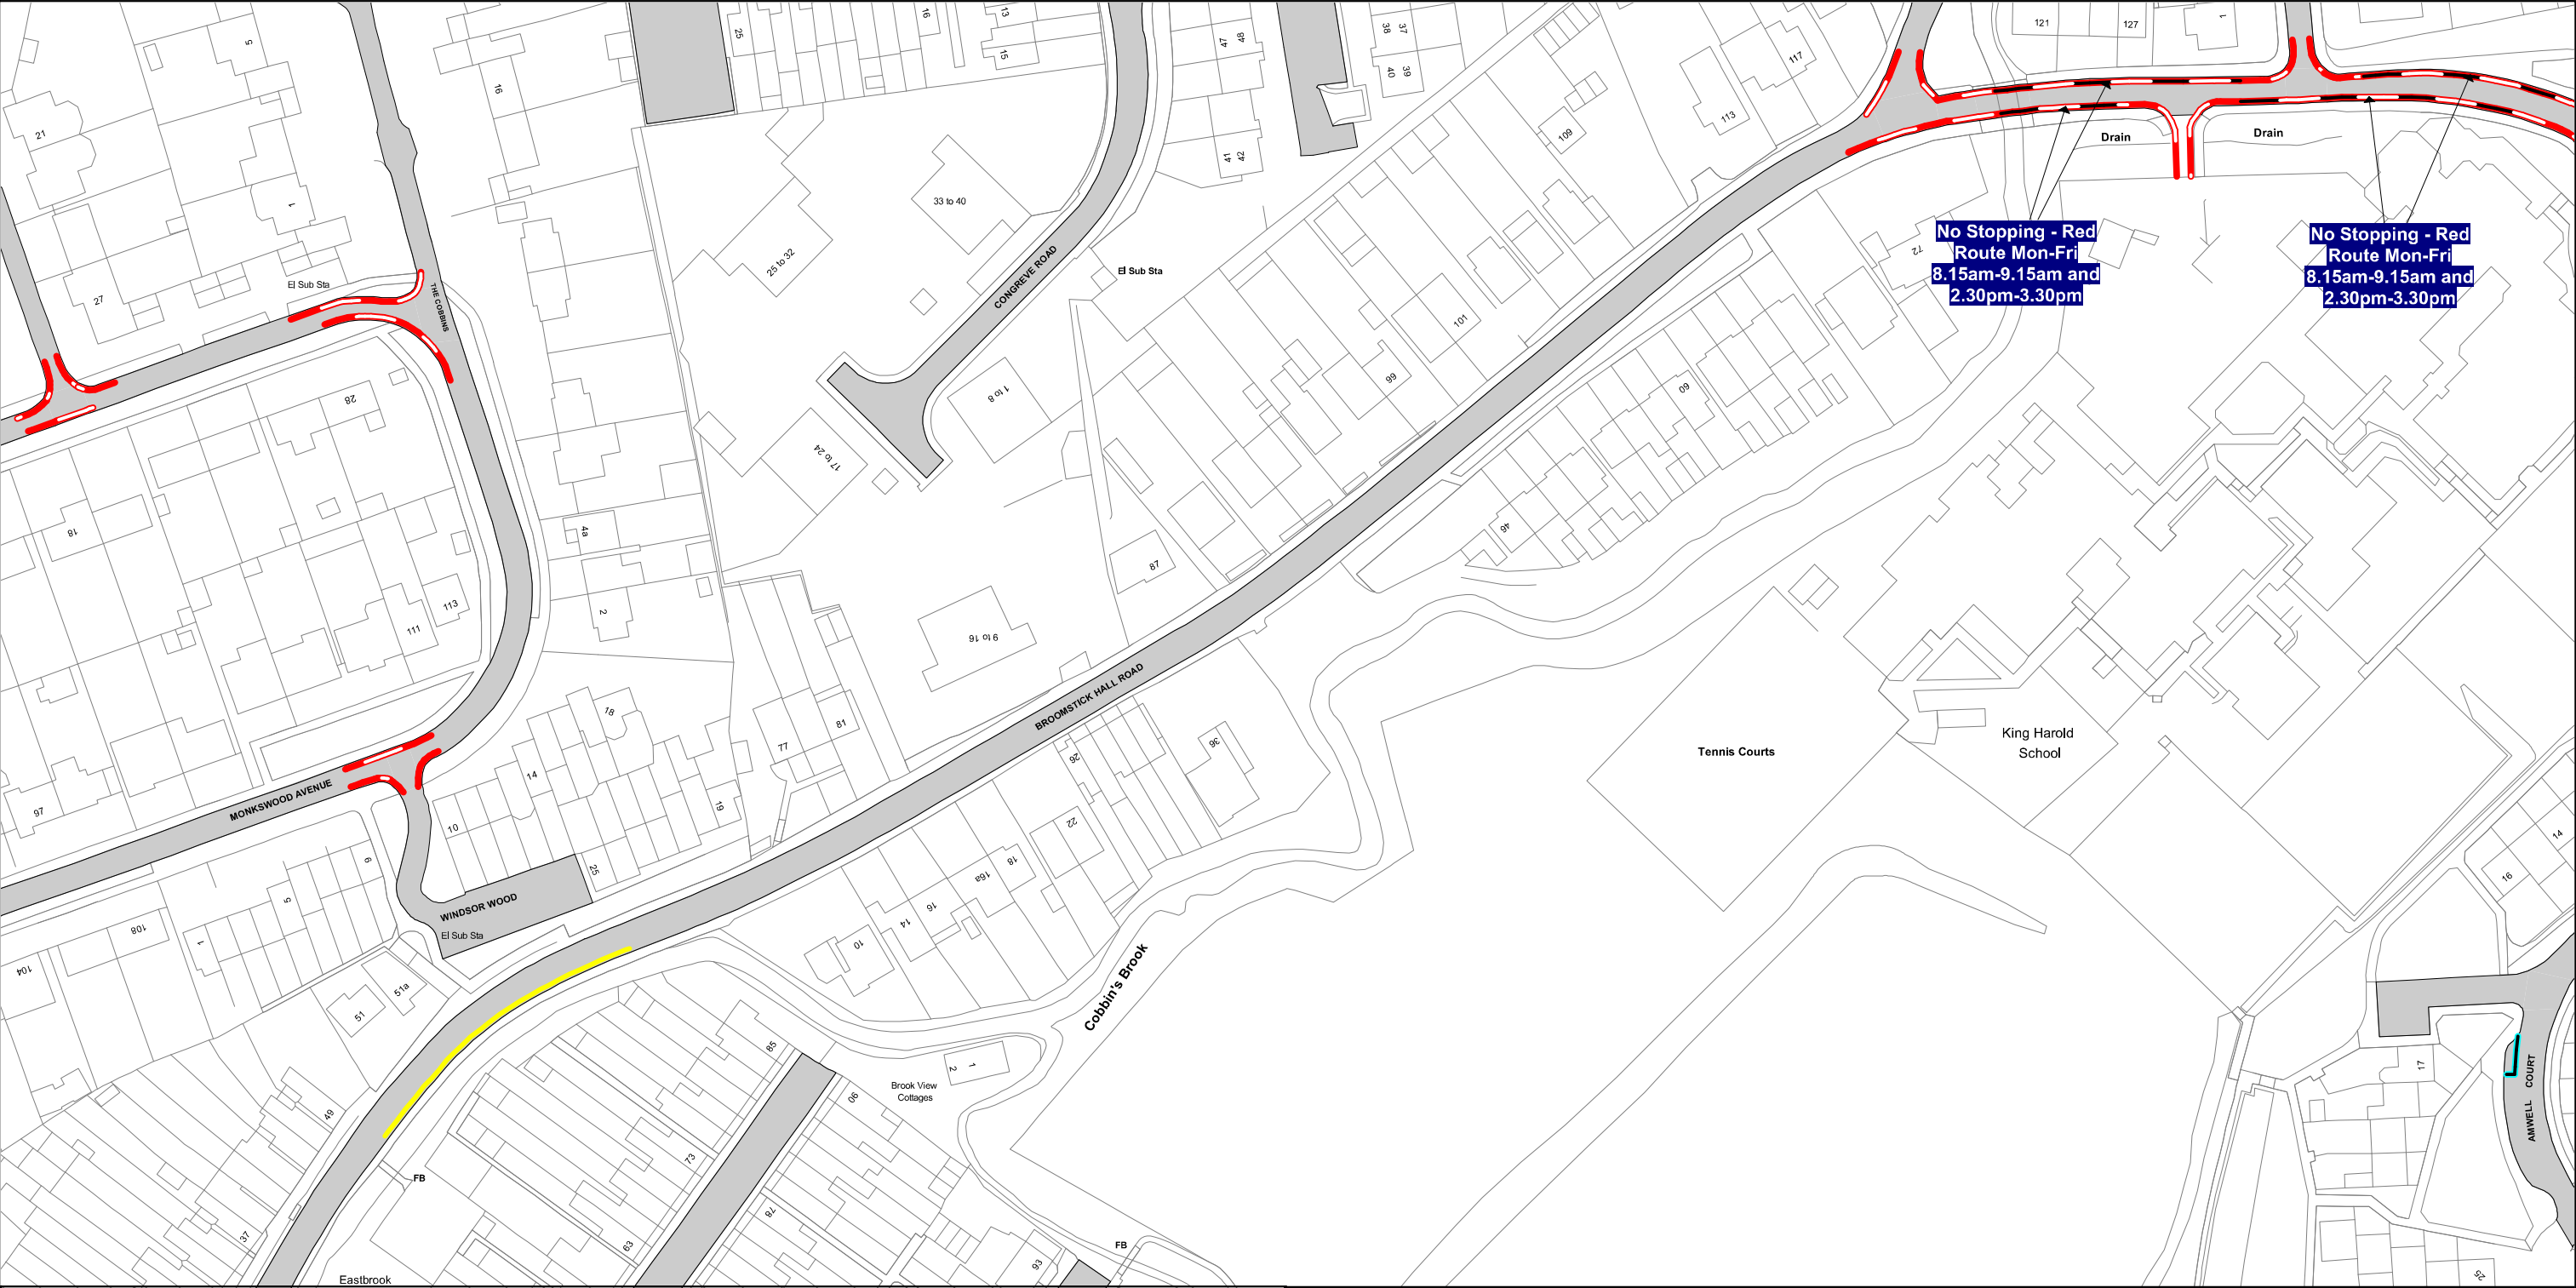 121
127
1
5
16
25
16
13
15
47
48
38
37
40
39
117
113
109
21
Drain
Drain
1
33 to 40
25 to 32
CONGREVE ROAD
El Sub Sta
No Stopping - Red
Route Mon-Fri
8.15am-9.15am and
2.30pm-3.30pm
No Stopping - Red
Route Mon-Fri
8.15am-9.15am and
2.30pm-3.30pm
72
41
42
El Sub Sta
THE COBBINS
27
101
99
60
1 to 8
28
17 to 24
46
18
4a
87
113
111
2
9 to 16
BROOMSTICK HALL ROAD
18
81
77
14
19
10
97
MONKSWOOD AVENUE
26
36
22
Tennis Courts
King Harold
School
6
5
25
WINDSOR WOOD
El Sub Sta
108
1
104
51a
51
18
16a
16
14
10
Cobbin's Brook
14
16
17
AMWELL COURT
85
90
2
1
Brook View
Cottages
49
73
FB
78
63
37
93
FB
Eastbrook
25